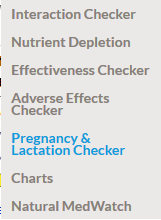 Interaction Checker
Nutrient Depletion
Effectiveness Checker
Adverse Effects
Checker
Pregnancy &
Lactation Checker
Charts
Natural MedWatch